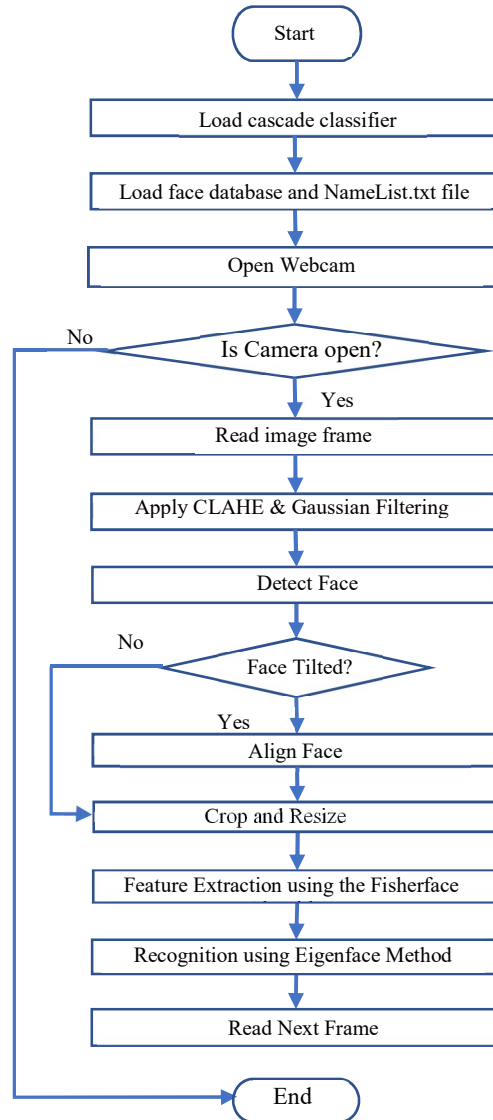 Start
Load cascade classifier
Load face database and NameList.txt file
Open Webcam
No
Is Camera open?
Yes
Read image frame
Apply CLAHE & Gaussian Filtering
Detect Face
No
Face Tilted?
Yes
Align Face
Crop and Resize
Feature Extraction using the Fisherface
Recognition using Eigenface Method
Read Next Frame
End